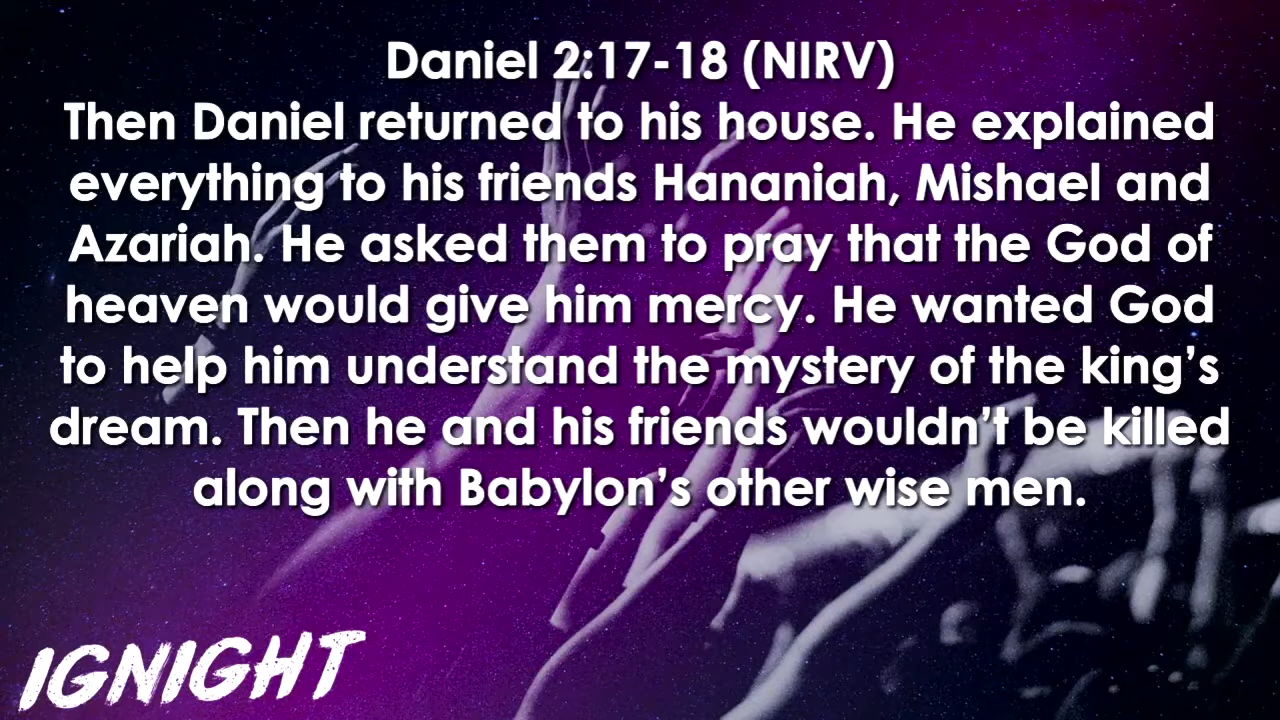 Daniel 2:17-18 (NIRV)
Then Daniel returned to his house. He explained
everything to his friends Hananiah, Mishael and
Azariah. He asked them to pray that the God of
heaven would give him mercy. He wanted God
to help him understand the mystery of the king’s
dream. Then he and his friends wouldn’t be killed
along with Babylon’s other wise men.
IGNIGHT